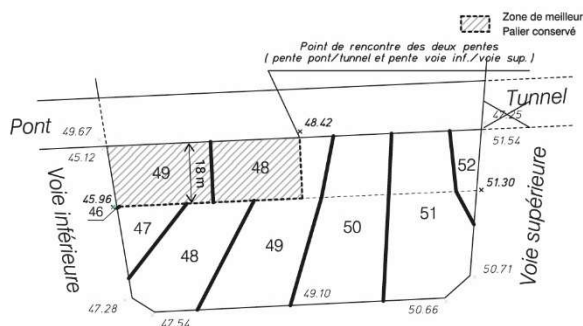 Zone de meilleur
Palier conservé
Point de rencontre des deux pentes
( pente pont/tunnel et pente voie inf./voie sup.)
Tunnel
47.25
Pont
49.67
48.42
51.54
45.12
49
18 m
48
52
45.96
46
51.30
Voie inférieure
47
48
49
50
51
Voie supérieure
50.71
47.28
47.54
49.10
50.66